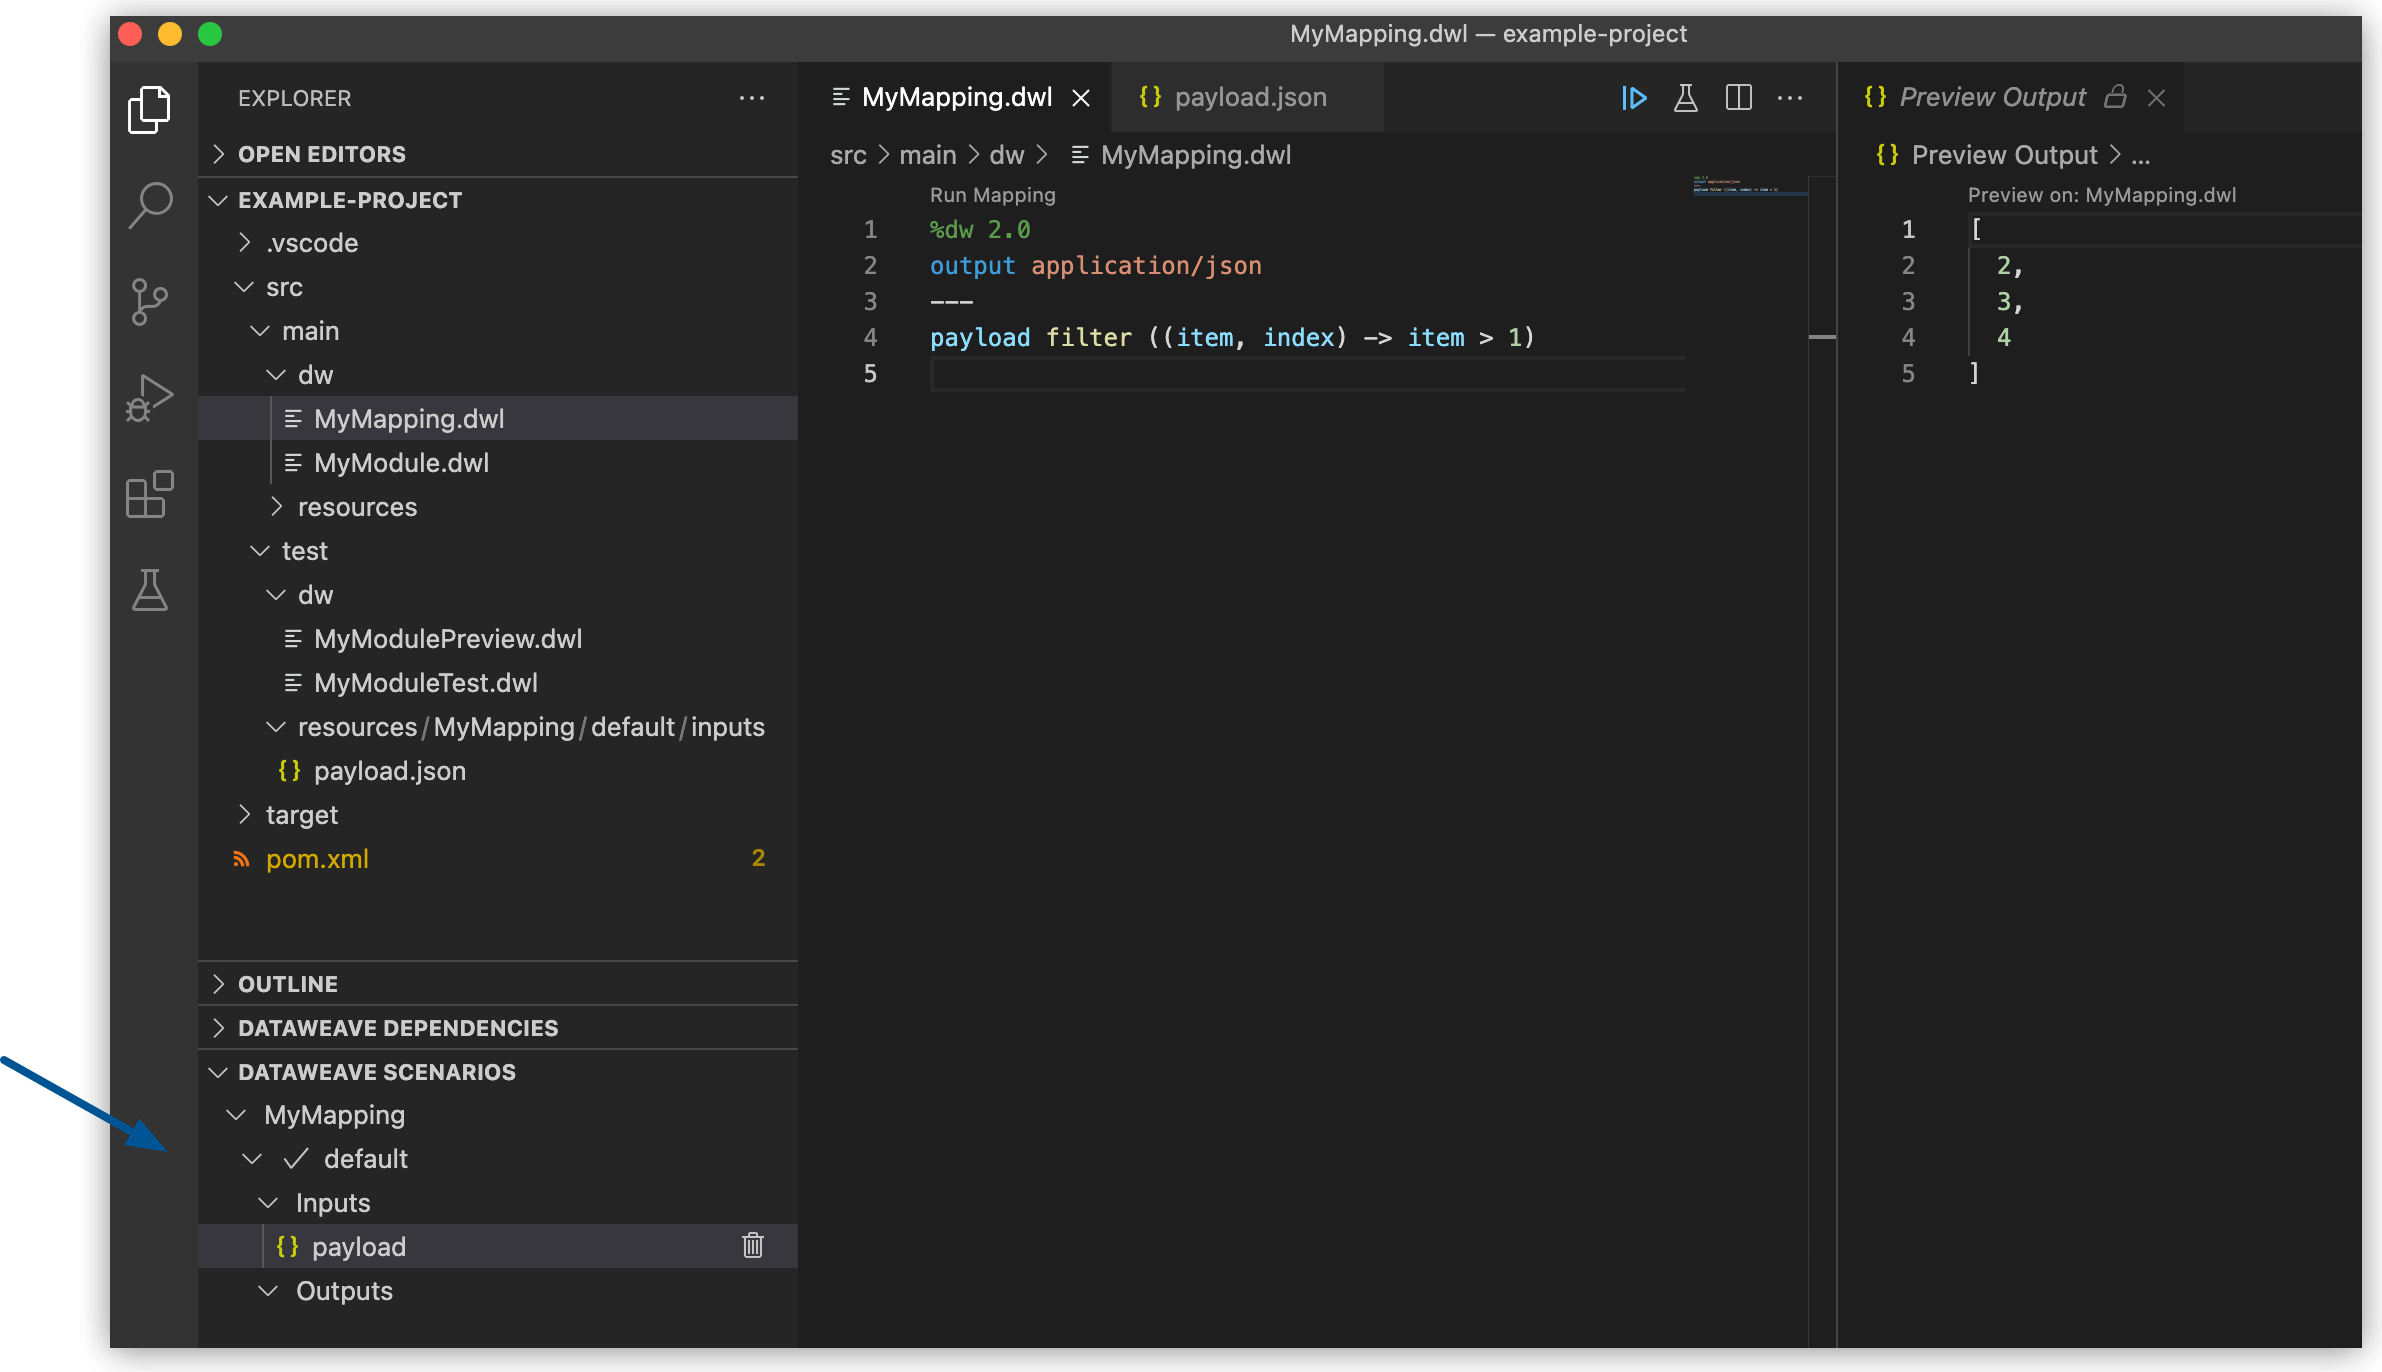 MyMapping.dwl — example-project
EXPLORER
OPEN EDITORS
EXAMPLE-PROJECT
.vscode
src
main
dw
MyMapping.dwl
MyModule.dwl
resources
test
dw
MyModulePreview.dwl
MyModuleTest.dwl
resources/MyMapping/default/inputs
payload.json
target
pom.xml 2
OUTLINE
DATAWEAVE DEPENDENCIES
DATAWEAVE SCENARIOS
MyMapping
default
Inputs
{} payload
Outputs
MyMapping.dwl
{} payload.json
src > main > dw > MyMapping.dwl
Run Mapping
1 %dw 2.0
2 output application/json
3 ---
4 payload filter ((item, index) -> item > 1)
5
{} Preview Output
{} Preview Output > ...
Preview on: MyMapping.dwl
1 [
2 2,
3 3,
4 4
5 ]